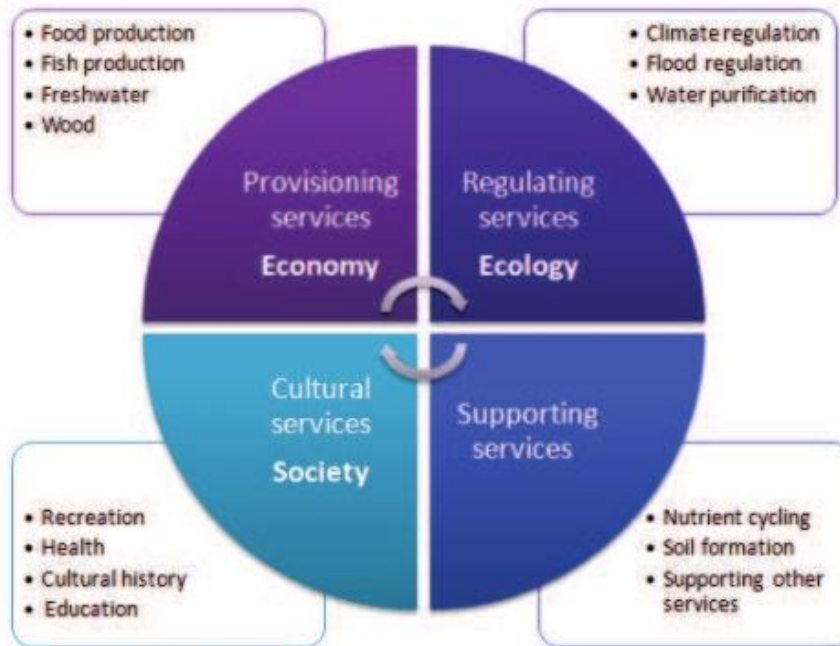 • Food production
• Fish production
• Freshwater
• Wood
• Climate regulation
• Flood regulation
• Water purification
Provisioning
services
Economy
Regulating
services
Ecology
Cultural
services
Society
Supporting
services
• Recreation
• Health
• Cultural history
• Education
• Nutrient cycling
• Soil formation
• Supporting other
services